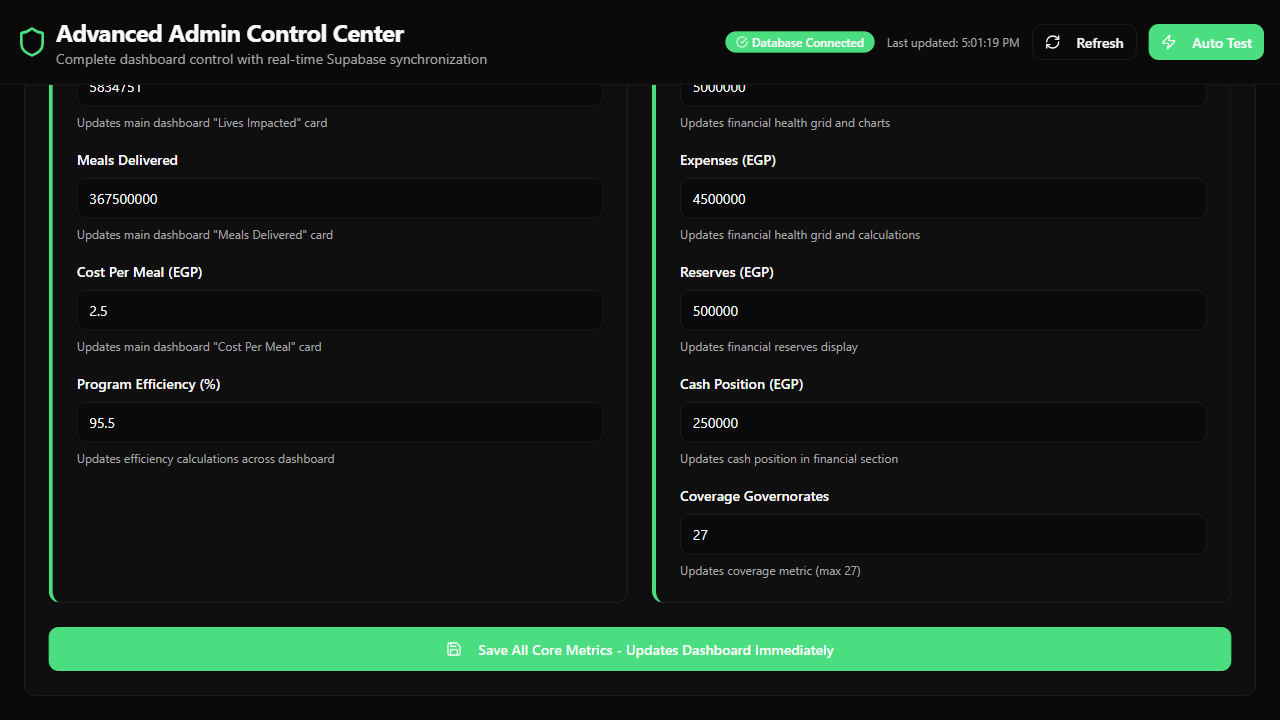 Advanced Admin Control Center
Complete dashboard control with real-time Supabase synchronization
Database Connected
Last updated: 5:01:19 PM
Refresh
Auto Test
5834751
Updates main dashboard "Lives Impacted" card
Meals Delivered
367500000
Updates main dashboard "Meals Delivered" card
Cost Per Meal (EGP)
2.5
Updates main dashboard "Cost Per Meal" card
Program Efficiency (%)
95.5
Updates efficiency calculations across dashboard
5000000
Updates financial health grid and charts
Expenses (EGP)
4500000
Updates financial health grid and calculations
Reserves (EGP)
500000
Updates financial reserves display
Cash Position (EGP)
250000
Updates cash position in financial section
Coverage Governorates
27
Updates coverage metric (max 27)
Save All Core Metrics - Updates Dashboard Immediately